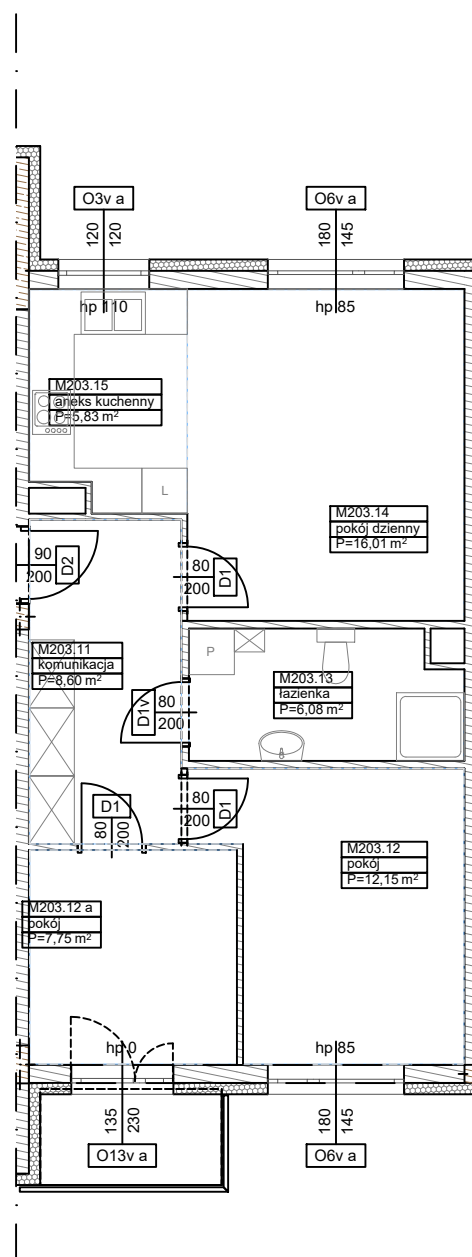 O3v a
120
120
O6v a
180
145
hp 110
hp 85
M203.15
aneks kuchenny
P=5,83 m²
L
M203.14
pokój dzienny
P=16,01 m²
90
200
D2
80
200
D1
M203.11
komunikacja
P=8,60 m²
P
M203.13
łazienka
P=6,08 m²
D1v
80
200
D1
80
200
80
200
D1
M203.12
pokój
P=12,15 m²
M203.12 a
pokój
P=7,75 m²
hp 0
hp 85
135
230
O13v a
180
145
O6v a